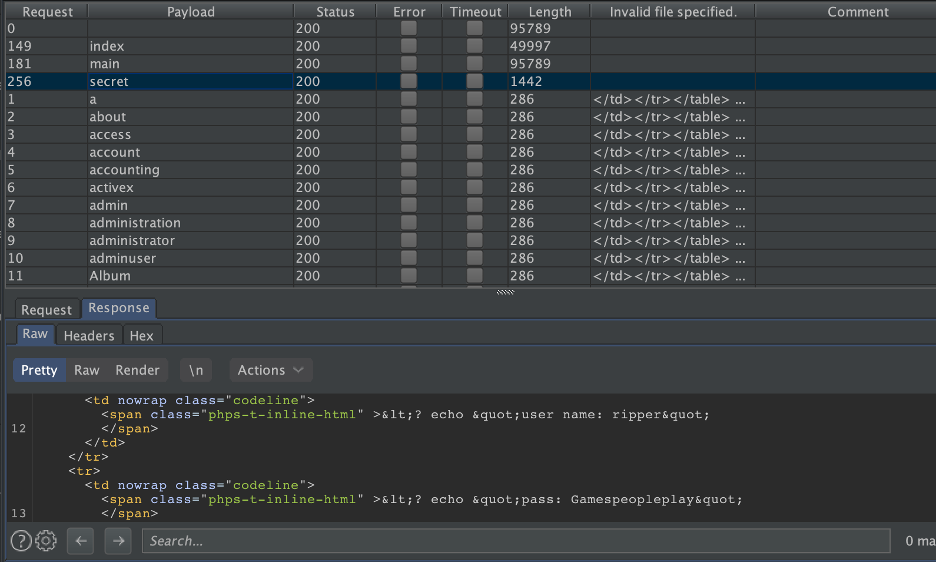 Request Payload Status Error Timeout Length Invalid file specified. Comment
0 200 95789
149 index 200 49997
181 main 200 95789
256 secret 200 1442
1 a 200 286 </td></tr></table> ...
2 about 200 286 </td></tr></table> ...
3 access 200 286 </td></tr></table> ...
4 account 200 286 </td></tr></table> ...
5 accounting 200 286 </td></tr></table> ...
6 activex 200 286 </td></tr></table> ...
7 admin 200 286 </td></tr></table> ...
8 administration 200 286 </td></tr></table> ...
9 administrator 200 286 </td></tr></table> ...
10 adminuser 200 286 </td></tr></table> ...
11 Album 200 286 </td></tr></table> ...
Request Response
Raw Headers Hex
Pretty Raw Render \n Actions
<td nowrap class="codeline">
<span class="phps-t-inline-html" >&lt;? echo &quot;user name: ripper&quot;
12 </span>
</td>
</tr>
<tr>
<td nowrap class="codeline">
<span class="phps-t-inline-html" >&lt;? echo &quot;pass: Gamespeopleplay&quot;
13 </span>
? ← → Search... 0 ma